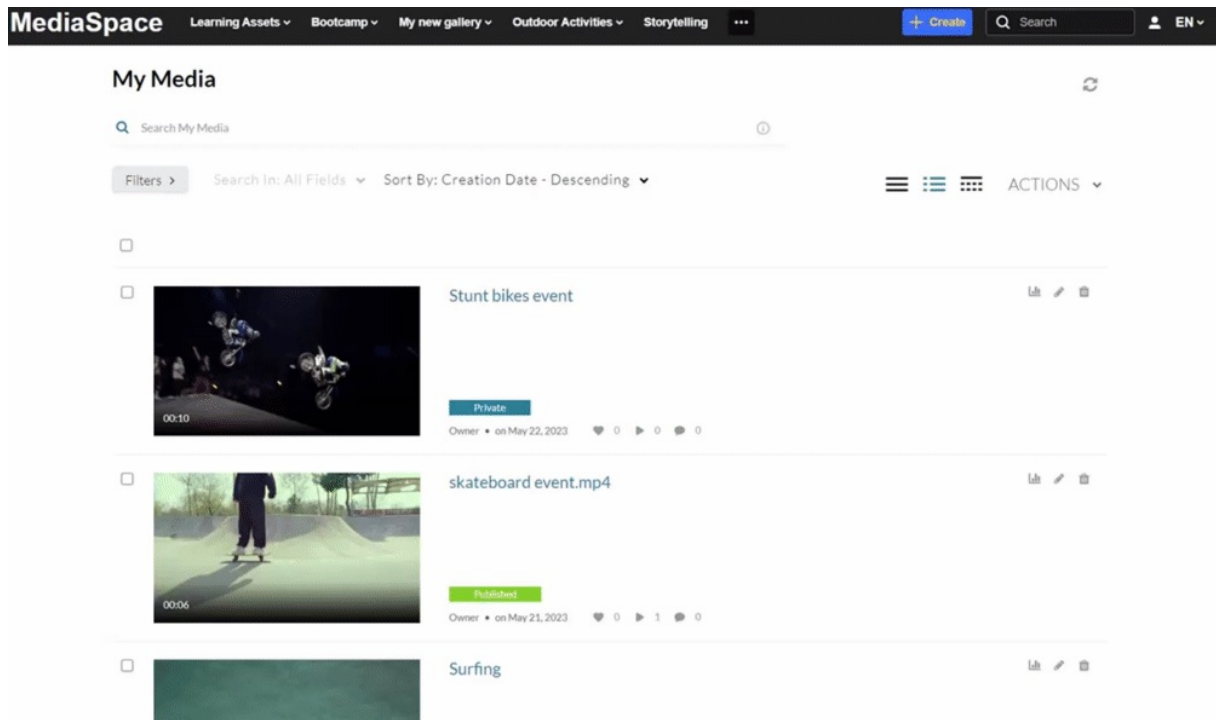 MediaSpace Learning Assets Bootcamp My new gallery Outdoor Activities Storytelling ••• + Create Search EN
My Media
Search My Media
Filters > Search In: All Fields Sort By: Creation Date - Descending ACTIONS
Stunt bikes event
00:10
Private
Owner • on May 22, 2023 0 0 0
skateboard event.mp4
00:06
Published
Owner • on May 21, 2023 0 1 0
Surfing